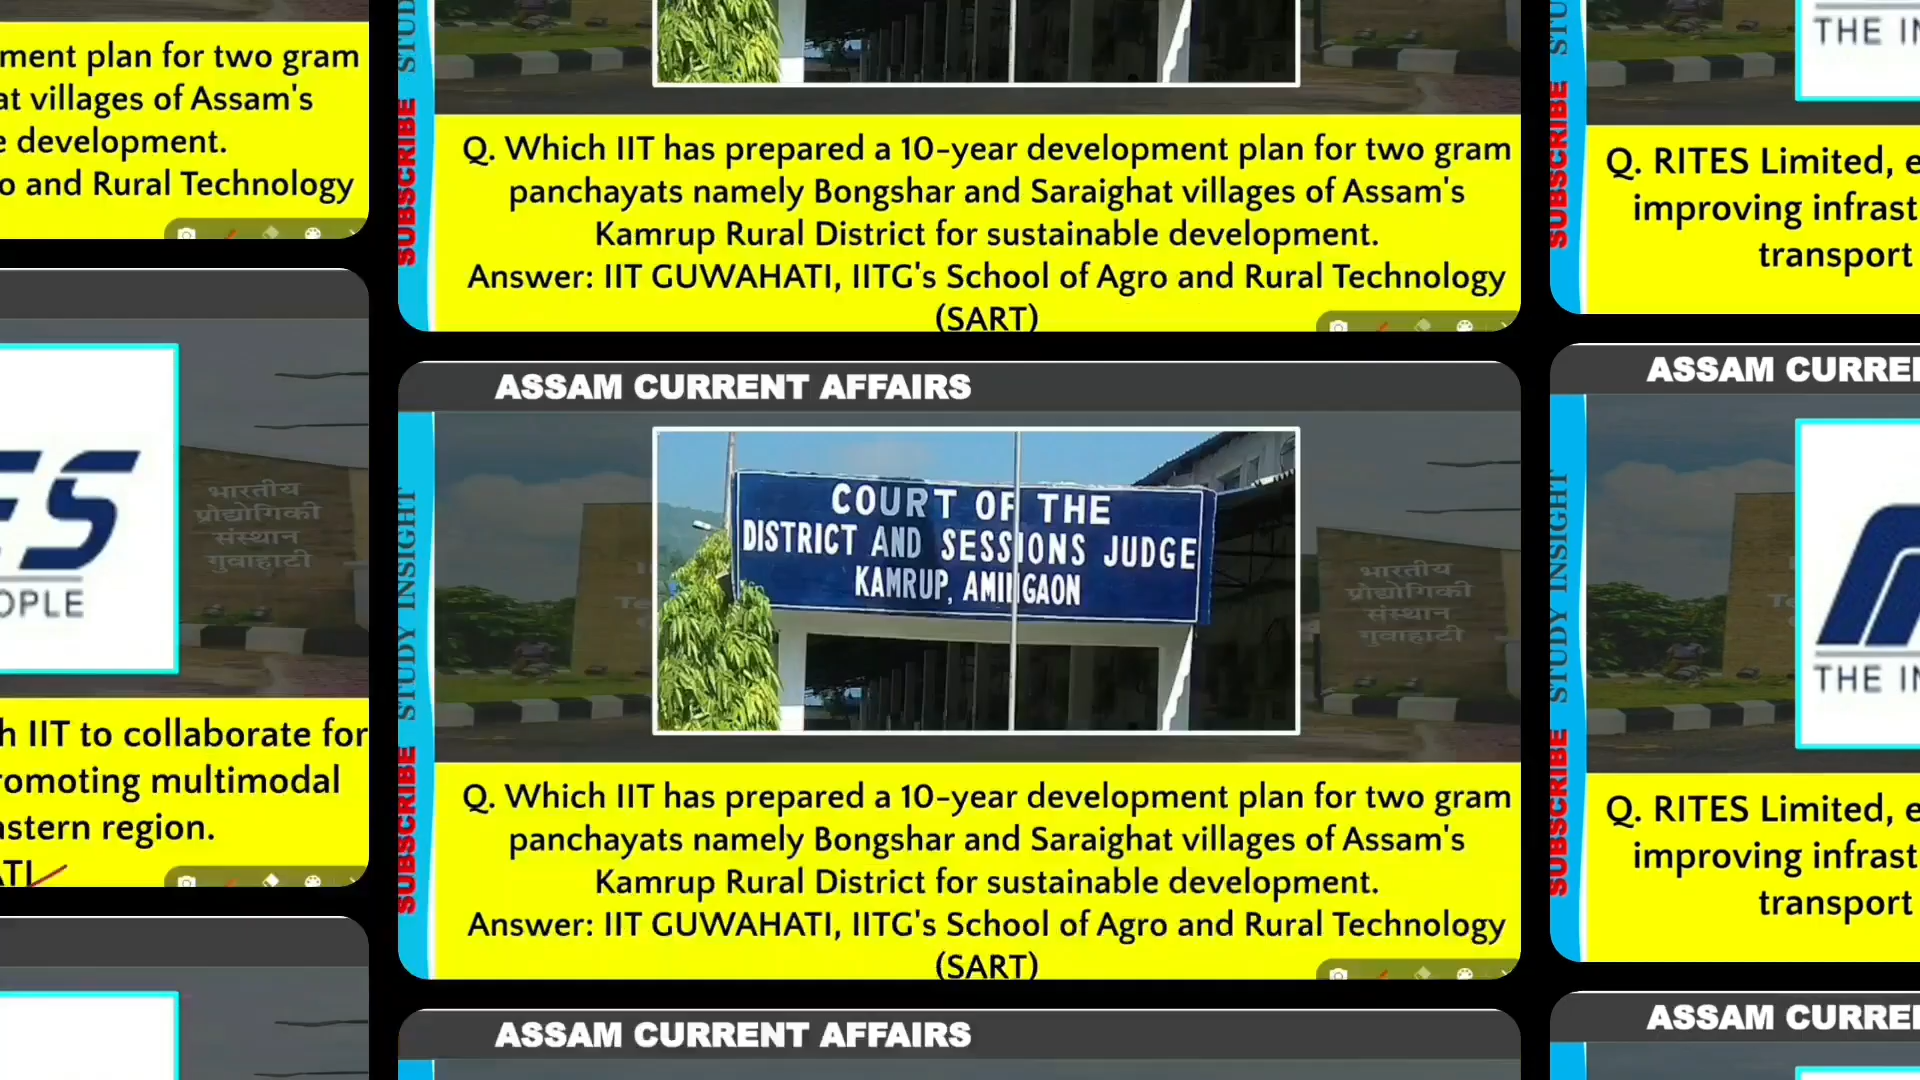 ment plan for two gram
villages of Assam's
development.
and Rural Technology
STUD
SUBSCRIBE
Q. Which IIT has prepared a 10-year development plan for two gram
panchayats namely Bongshar and Saraighat villages of Assam's
Kamrup Rural District for sustainable development.
Answer: IIT GUWAHATI, IITG's School of Agro and Rural Technology
(SART)
THE IN
SUBSCRIBE
Q. RITES Limited, e
improving infrast
transport
ES
OPLE
भारतीय
प्रौद्योगिकी
संस्थान
गुवाहाटी
h IIT to collaborate for
romoting multimodal
astern region.
ATI
ASSAM CURRENT AFFAIRS
STUDY INSIGHT
SUBSCRIBE
COURT OF THE
DISTRICT AND SESSIONS JUDGE
KAMRUP, AMINGAON
भारतीय
प्रौद्योगिकी
संस्थान
गुवाहाटी
Q. Which IIT has prepared a 10-year development plan for two gram
panchayats namely Bongshar and Saraighat villages of Assam's
Kamrup Rural District for sustainable development.
Answer: IIT GUWAHATI, IITG's School of Agro and Rural Technology
(SART)
ASSAM CURRE
STUDY INSIGHT
SUBSCRIBE
THE IN
Q. RITES Limited, e
improving infrast
transport
ASSAM CURRENT AFFAIRS
ASSAM CURRE